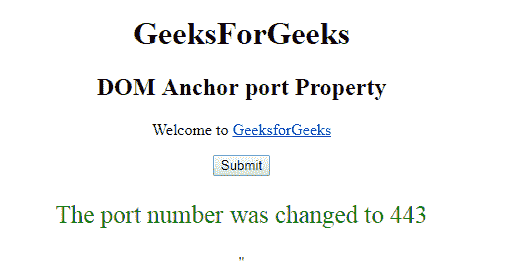 GeeksForGeeks
DOM Anchor port Property
Welcome to GeeksforGeeks
Submit
The port number was changed to 443
"